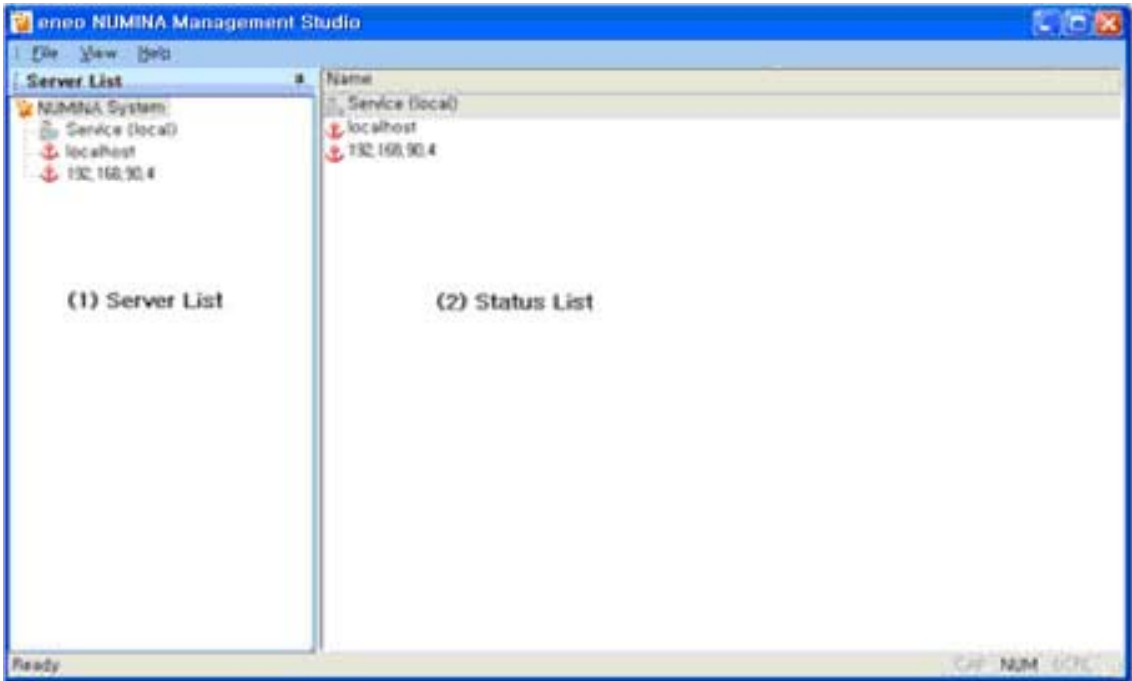 eneo NUMINA Management Studio
File View Help
Server List
NUMINA System
Service (local)
localhost
192.168.90.4
(1) Server List
Name
Service (local)
localhost
192.168.90.4
(2) Status List
Ready
CAP NUM SCRL